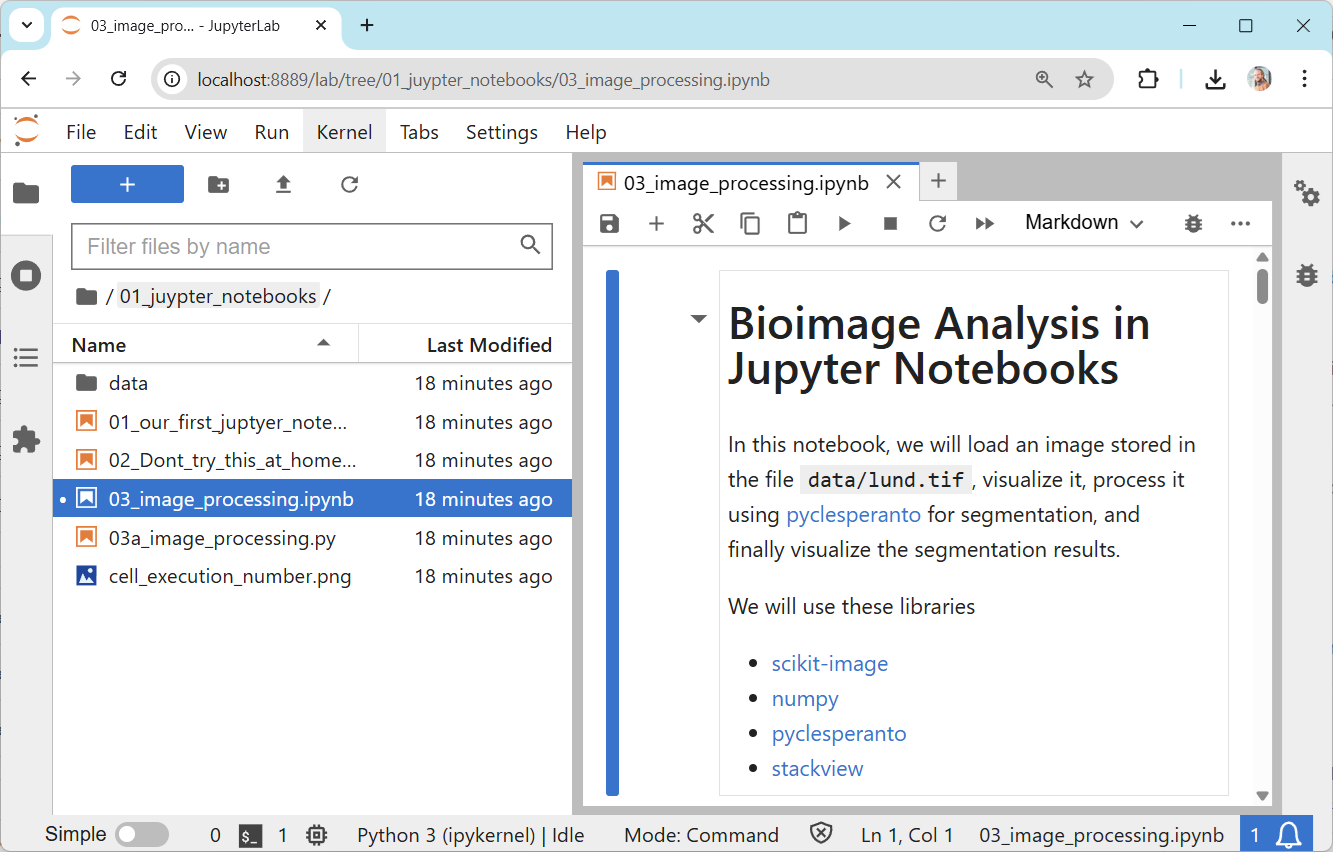 03_image_pro... - JupyterLab
localhost:8889/lab/tree/01_juypter_notebooks/03_image_processing.ipynb
File Edit View Run Kernel Tabs Settings Help
Filter files by name
/ 01_juypter_notebooks /
Name Last Modified
data 18 minutes ago
01_our_first_juptyer_note... 18 minutes ago
02_Dont_try_this_at_home... 18 minutes ago
03_image_processing.ipynb 18 minutes ago
03a_image_processing.py 18 minutes ago
cell_execution_number.png 18 minutes ago
03_image_processing.ipynb
Markdown
Bioimage Analysis in
Jupyter Notebooks
In this notebook, we will load an image stored in
the file data/lund.tif, visualize it, process it
using pyclesperanto for segmentation, and
finally visualize the segmentation results.
We will use these libraries
• scikit-image
• numpy
• pyclesperanto
• stackview
Simple 0 $_ 1 Python 3 (ipykernel) | Idle Mode: Command Ln 1, Col 1 03_image_processing.ipynb 1